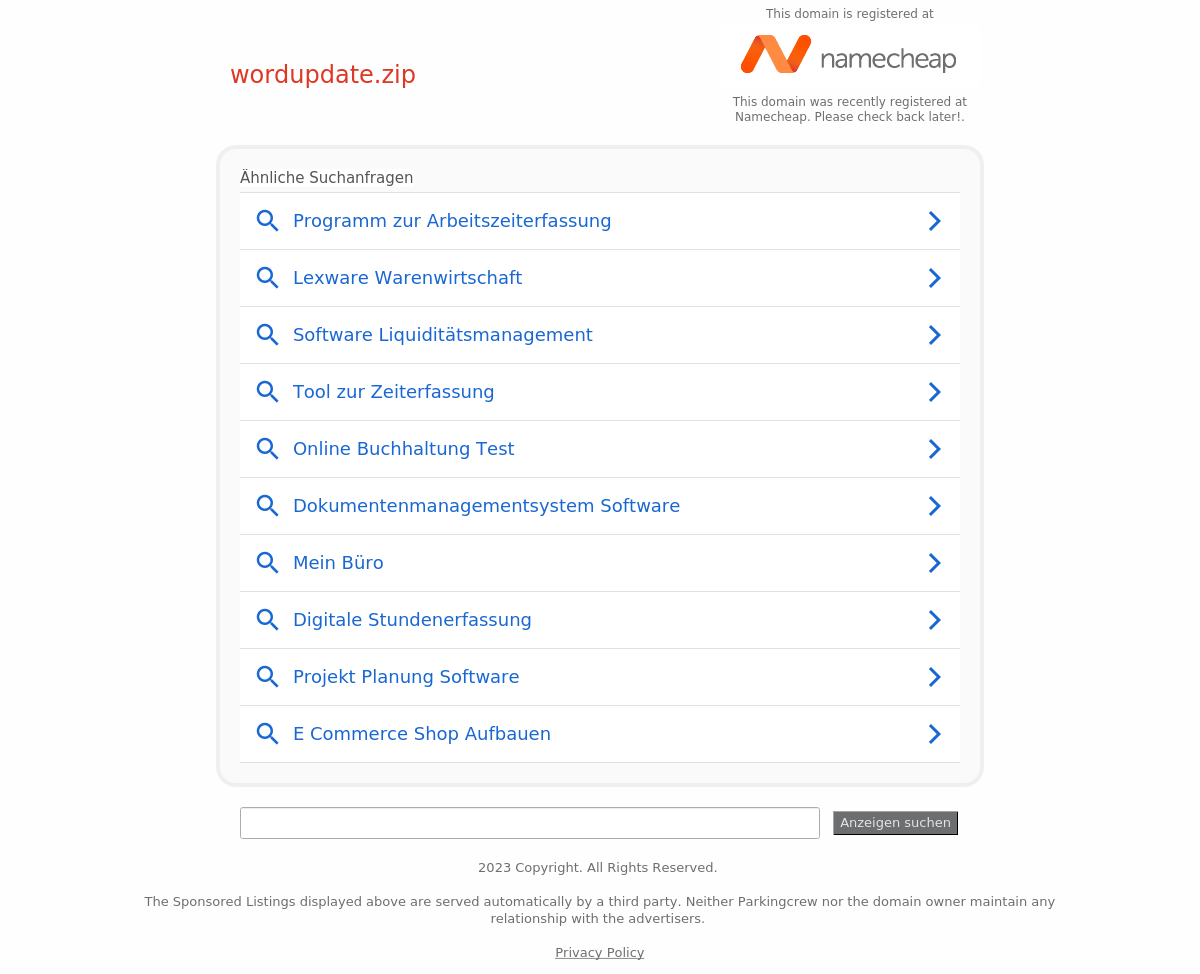 This domain is registered at
namecheap
wordupdate.zip
This domain was recently registered at
Namecheap. Please check back later!.
Ähnliche Suchanfragen
Programm zur Arbeitszeiterfassung
Lexware Warenwirtschaft
Software Liquiditätsmanagement
Tool zur Zeiterfassung
Online Buchhaltung Test
Dokumentenmanagementsystem Software
Mein Büro
Digitale Stundenerfassung
Projekt Planung Software
E Commerce Shop Aufbauen
Anzeigen suchen
2023 Copyright. All Rights Reserved.
The Sponsored Listings displayed above are served automatically by a third party. Neither Parkingcrew nor the domain owner maintain any
relationship with the advertisers.
Privacy Policy